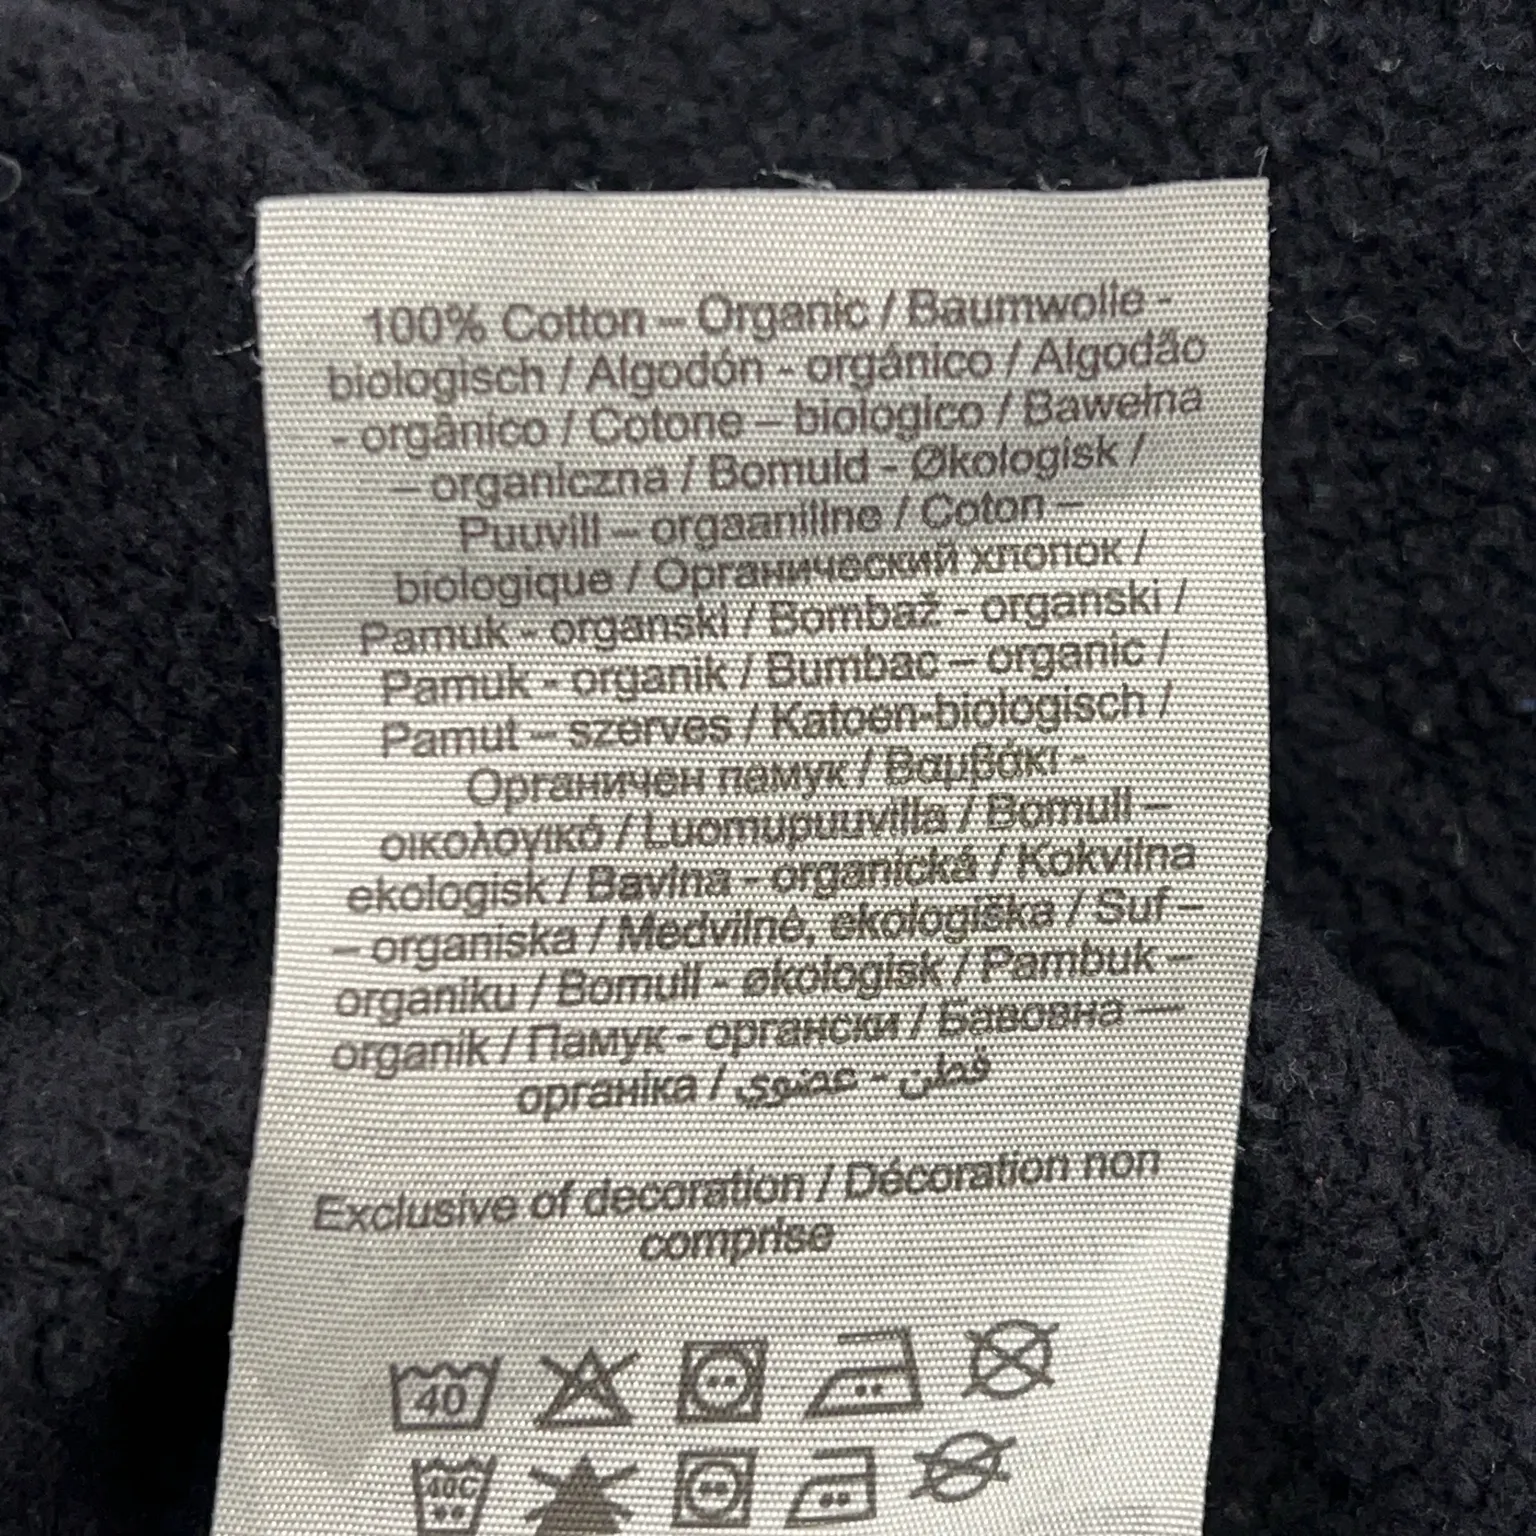 100% Cotton – Organic / Baumwolle -
biologisch / Algodón - orgánico / Algodão
- orgânico / Cotone – biologico / Bawełna
– organiczna / Bomuld - Økologisk /
Puuvill – orgaaniline / Coton –
biologique / Органический хлопок /
Pamuk - organski / Bombaž - organski /
Pamuk - organik / Bumbac – organic /
Pamut – szerves / Katoen-biologisch /
Органичен памук / Βαμβάκι -
οικολογικό / Luomupuuvilla / Bomull –
ekologisk / Bavlna - organická / Kokvilna
– organiska / Medvilnė, ekologiška / Suf –
organiku / Bomull - økologisk / Pambuk –
organik / Памук - органски / Бавовна —
органіка / قطن - عضوي
Exclusive of decoration / Décoration non
comprise
40
40C